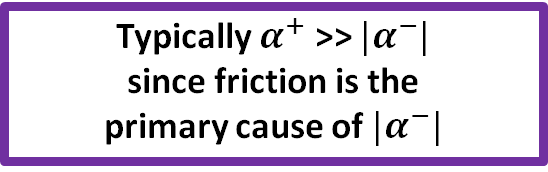 Typically α⁺ >> |α⁻|
since friction is the
primary cause of |α⁻|